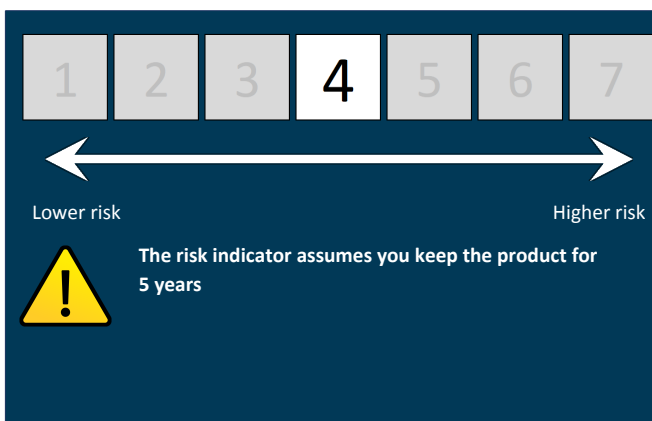 1 2 3 4 5 6 7
Lower risk Higher risk
The risk indicator assumes you keep the product for
5 years